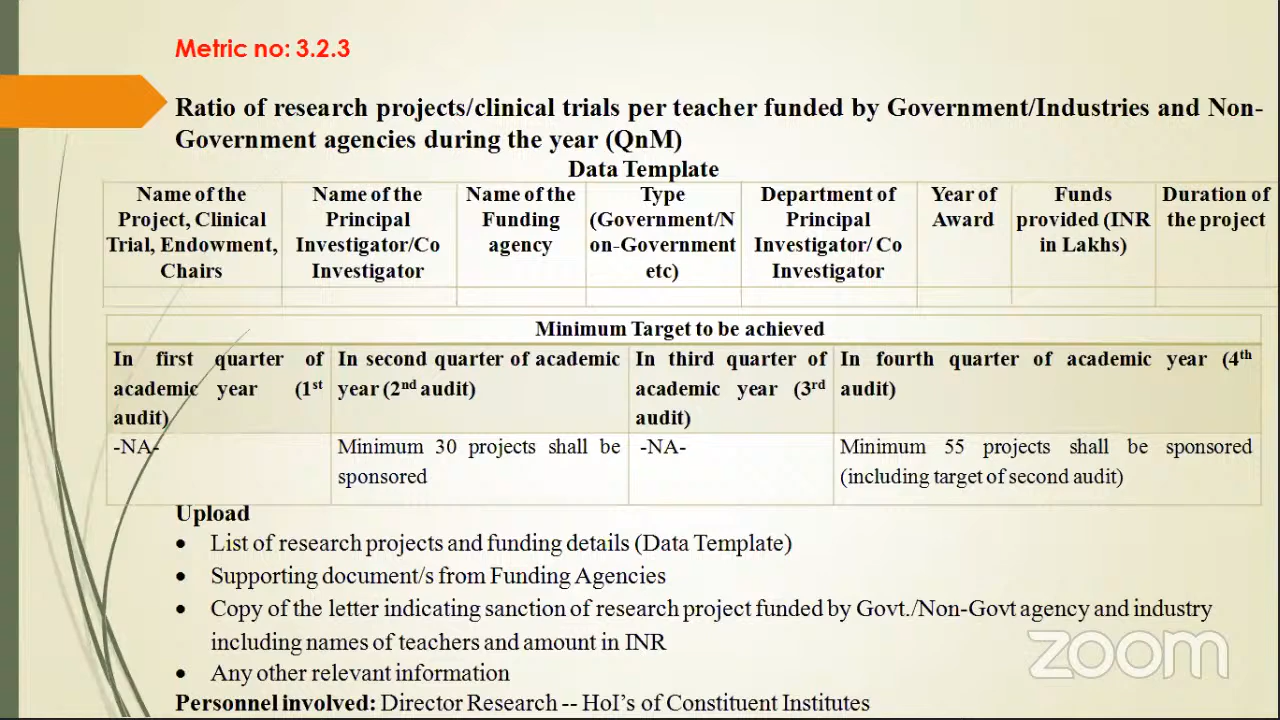 Metric no: 3.2.3
Ratio of research projects/clinical trials per teacher funded by Government/Industries and Non-
Government agencies during the year (QnM)
Data Template
Name of the Project, Clinical Trial, Endowment, Chairs
Name of the Principal Investigator/Co Investigator
Name of the Funding agency
Type (Government/N on-Government etc)
Department of Principal Investigator/ Co Investigator
Year of Award
Funds provided (INR in Lakhs)
Duration of the project
Minimum Target to be achieved
In first quarter of academic year (1st audit)
In second quarter of academic year (2nd audit)
In third quarter of academic year (3rd audit)
In fourth quarter of academic year (4th audit)
-NA-
Minimum 30 projects shall be sponsored
-NA-
Minimum 55 projects shall be sponsored (including target of second audit)
Upload
• List of research projects and funding details (Data Template)
• Supporting document/s from Funding Agencies
• Copy of the letter indicating sanction of research project funded by Govt./Non-Govt agency and industry
including names of teachers and amount in INR
• Any other relevant information
Personnel involved: Director Research -- HoI's of Constituent Institutes
zoom